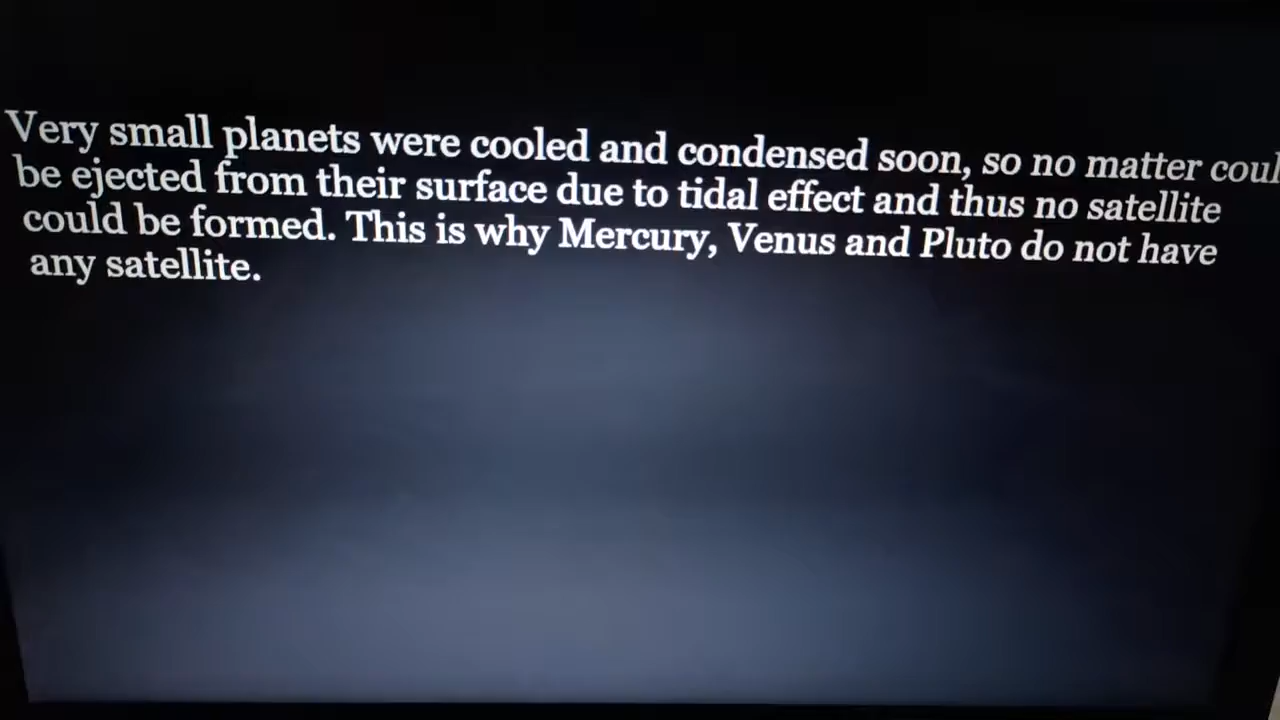 Very small planets were cooled and condensed soon, so no matter coul
be ejected from their surface due to tidal effect and thus no satellite
could be formed. This is why Mercury, Venus and Pluto do not have
any satellite.